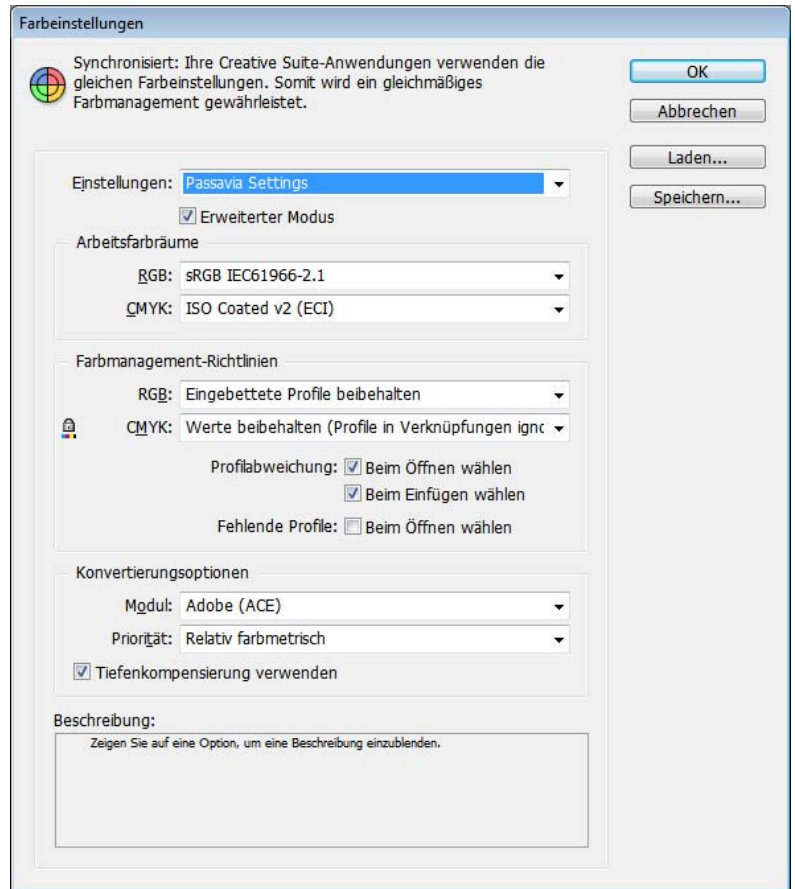 Farbeinstellungen
Synchronisiert: Ihre Creative Suite-Anwendungen verwenden die
gleichen Farbeinstellungen. Somit wird ein gleichmäßiges
Farbmanagement gewährleistet.
OK
Abbrechen
Laden...
Speichern...
Einstellungen: Passavia Settings
Erweiterter Modus
Arbeitsfarbräume
RGB: sRGB IEC61966-2.1
CMYK: ISO Coated v2 (ECI)
Farbmanagement-Richtlinien
RGB: Eingebettete Profile beibehalten
CMYK: Werte beibehalten (Profile in Verknüpfungen ignc
Profilabweichung: Beim Öffnen wählen
Beim Einfügen wählen
Fehlende Profile: Beim Öffnen wählen
Konvertierungsoptionen
Modul: Adobe (ACE)
Priorität: Relativ farbmetrisch
Tiefenkompensierung verwenden
Beschreibung:
Zeigen Sie auf eine Option, um eine Beschreibung einzublenden.